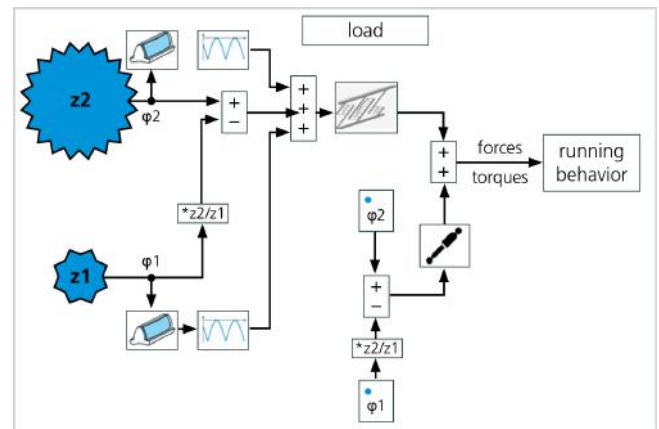 load
z2
φ2
+
−
+
+
+
*z2/z1
z1
φ1
+
+
forces
torques
running
behavior
φ2
+
−
*z2/z1
φ1